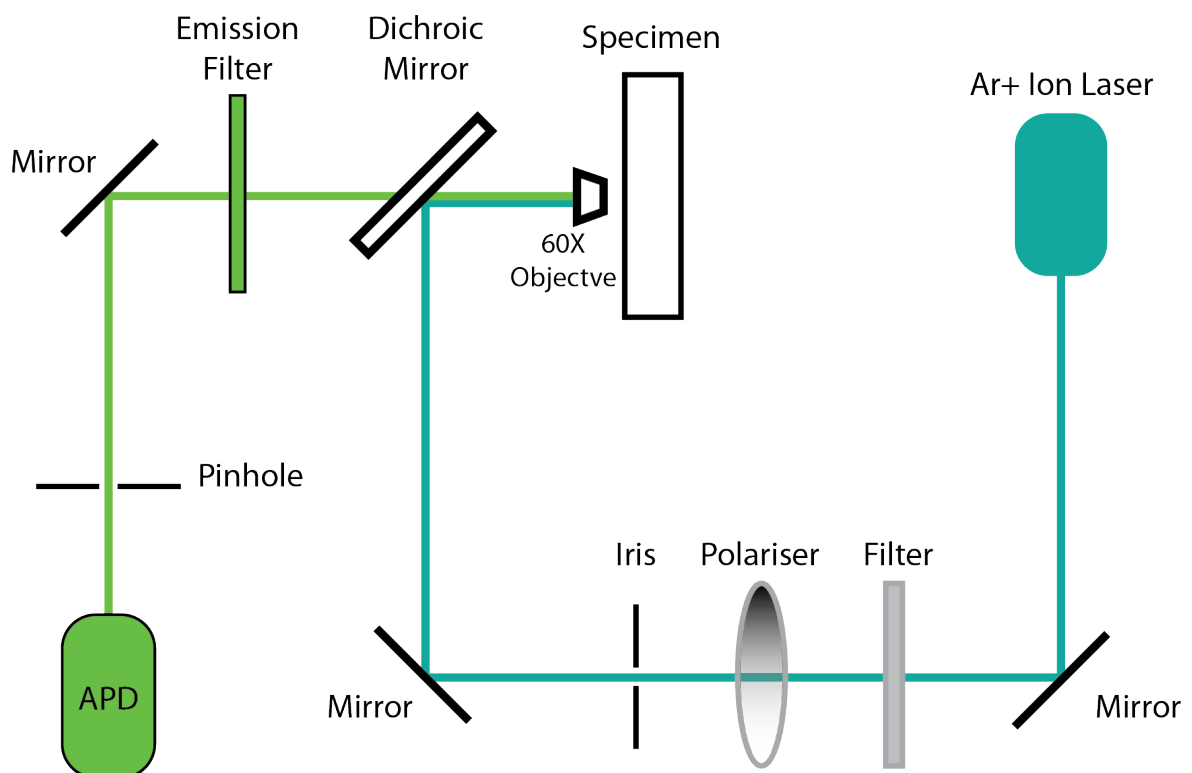 Emission
Filter
Dichroic
Mirror
Specimen
Ar+ Ion Laser
Mirror
60X
Objectve
Pinhole
Iris
Polariser
Filter
APD
Mirror
Mirror